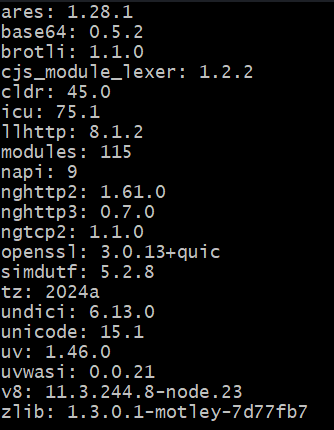 ares: 1.28.1
base64: 0.5.2
brotli: 1.1.0
cjs_module_lexer: 1.2.2
cldr: 45.0
icu: 75.1
llhttp: 8.1.2
modules: 115
napi: 9
nghttp2: 1.61.0
nghttp3: 0.7.0
ngtcp2: 1.1.0
openssl: 3.0.13+quic
simdutf: 5.2.8
tz: 2024a
undici: 6.13.0
unicode: 15.1
uv: 1.46.0
uvwasi: 0.0.21
v8: 11.3.244.8-node.23
zlib: 1.3.0.1-motley-7d77fb7